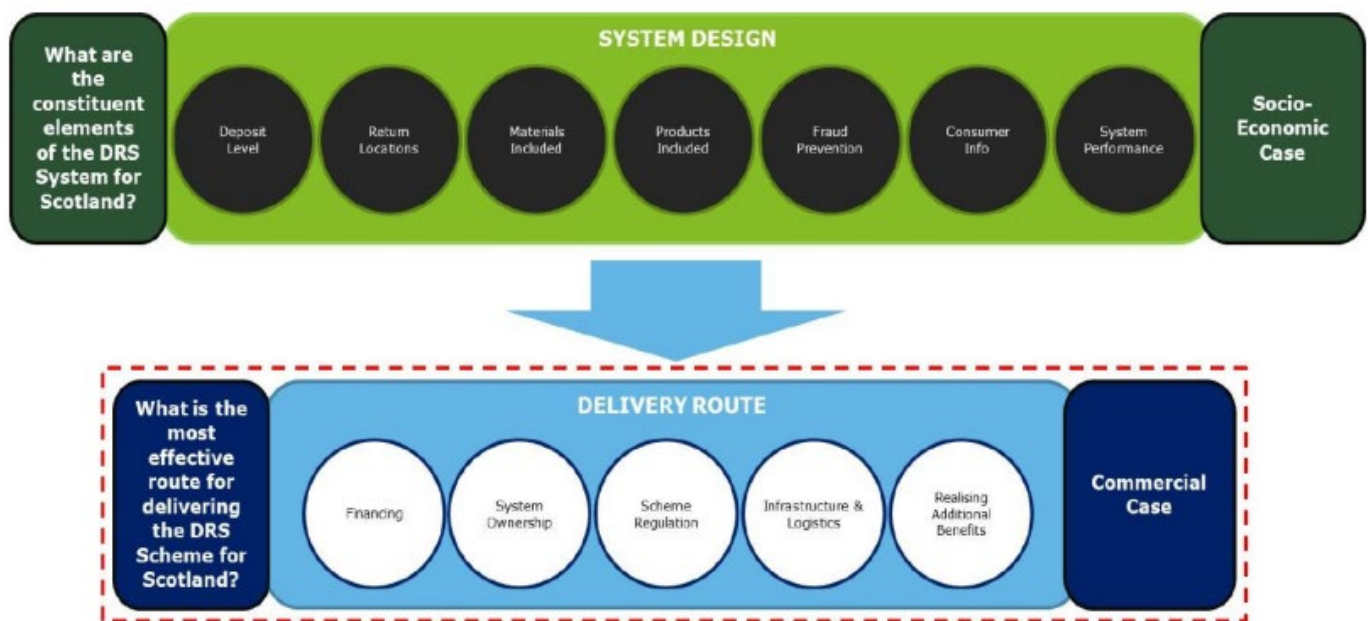 What are
the
constituent
elements
of the DRS
System for
Scotland?
SYSTEM DESIGN
Deposit
Level
Return
Locations
Materials
Included
Products
Included
Fraud
Prevention
Consumer
Info
System
Performance
Socio-
Economic
Case
What is the
most
effective
route for
delivering
the DRS
Scheme for
Scotland?
DELIVERY ROUTE
Financing
System
Ownership
Scheme
Regulation
Infrastructure &
Logistics
Realising
Additional
Benefits
Commercial
Case